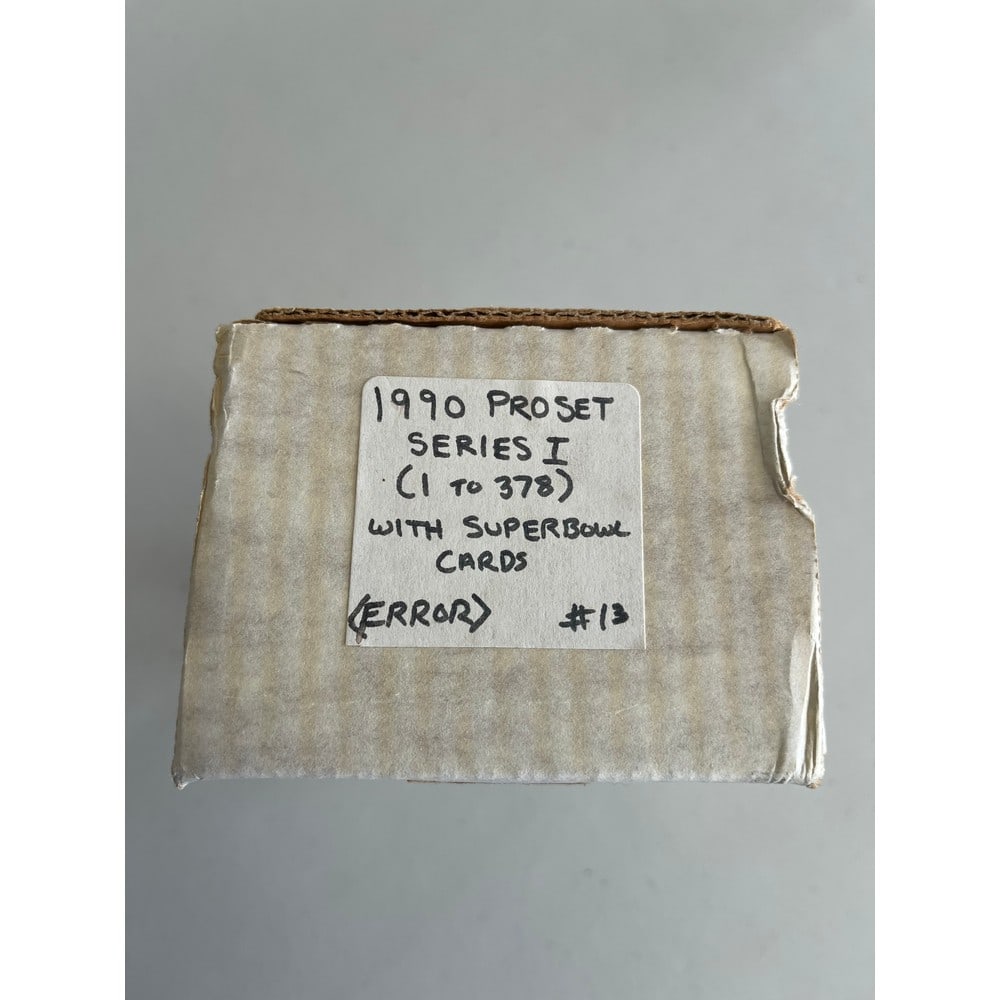 1990 PROSET
SERIES I
(1 TO 378)
WITH SUPERBOWL
CARDS
(ERROR) #13